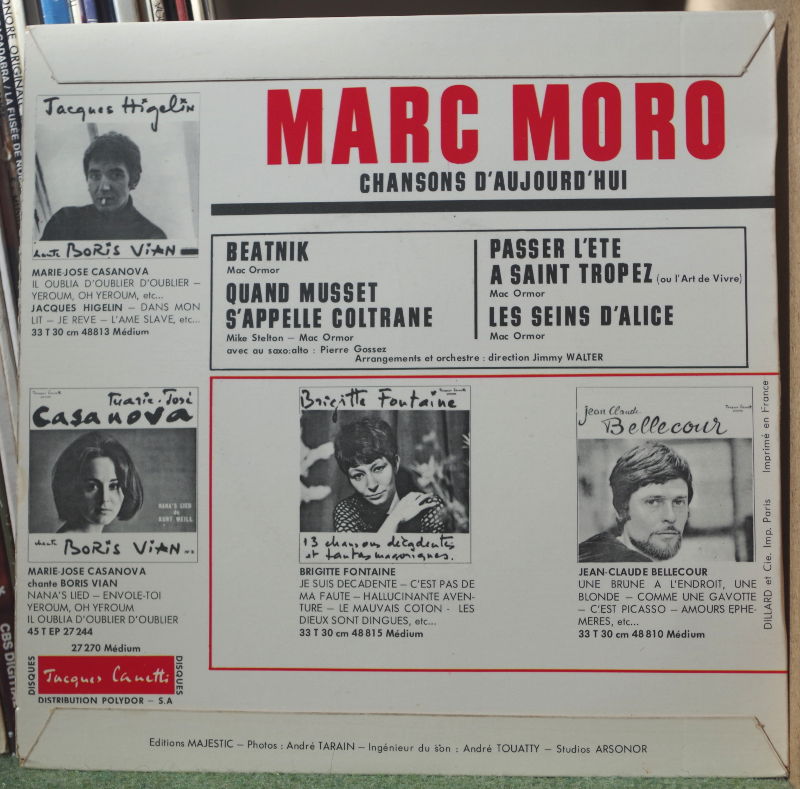 MARC MORO
CHANSONS D'AUJOURD'HUI
BEATNIK
Mac Ormor
QUAND MUSSET
S'APPELLE COLTRANE
Mike Stelton – Mac Ormor
avec au saxo:alto : Pierre Gossez
PASSER L'ETE
A SAINT TROPEZ (ou l'Art de Vivre)
Mac Ormor
LES SEINS D'ALICE
Mac Ormor
Arrangements et orchestre : direction Jimmy WALTER
Jacques Higelin
chante BORIS VIAN
MARIE-JOSE CASANOVA
IL OUBLIA D'OUBLIER D'OUBLIER –
YEROUM, OH YEROUM, etc...
JACQUES HIGELIN – DANS MON
LIT – JE REVE – L'AME SLAVE, etc...
33 T 30 cm 48813 Médium
Marie-José
Casanova
NANA'S LIED
de
KURT WEILL
chante BORIS VIAN
MARIE-JOSE CASANOVA
chante BORIS VIAN
NANA'S LIED – ENVOLE-TOI
YEROUM, OH YEROUM
IL OUBLIA D'OUBLIER D'OUBLIER
45 T EP 27 244
27 270 Médium
DISQUES
Jacques Canetti
DISQUES
DISTRIBUTION POLYDOR – S.A
Brigitte Fontaine
13 chansons décadentes
et fantasmagoriques.
BRIGITTE FONTAINE
JE SUIS DECADENTE – C'EST PAS DE
MA FAUTE – HALLUCINANTE AVEN-
TURE – LE MAUVAIS COTON - LES
DIEUX SONT DINGUES, etc...
33 T 30 cm 48 815 Médium
Jean Claude
Bellecour
JEAN-CLAUDE BELLECOUR
UNE BRUNE A L'ENDROIT, UNE
BLONDE – COMME UNE GAVOTTE
– C'EST PICASSO – AMOURS EPHE-
MERES, etc...
33 T 30 cm 48 810 Médium
DILLARD et Cie. Imp. Paris Imprimé en France
Editions MAJESTIC – Photos : André TARAIN – Ingénieur du son : André TOUATTY – Studios ARSONOR
CBS